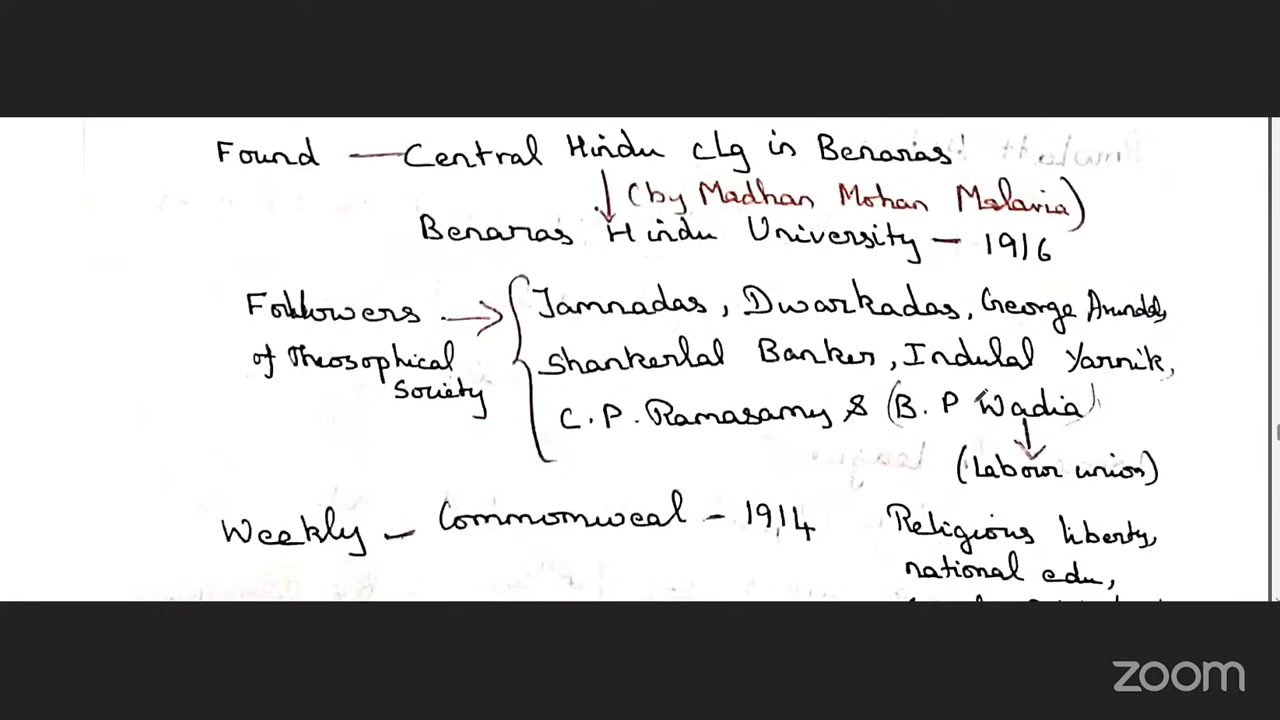 Found — Central Hindu clg in Benaras
(by Madhan Mohan Malavia)
Benaras Hindu University – 1916
Followers → Jamnadas, Dwarkadas, George Arundale,
of Theosophical Society
Shankerlal Banker, Indulal Yarnik,
C. P. Ramasamy & (B. P Wadia)
(Labour union)
Weekly – Commonweal – 1914
Religious liberty,
national edu,
zoom